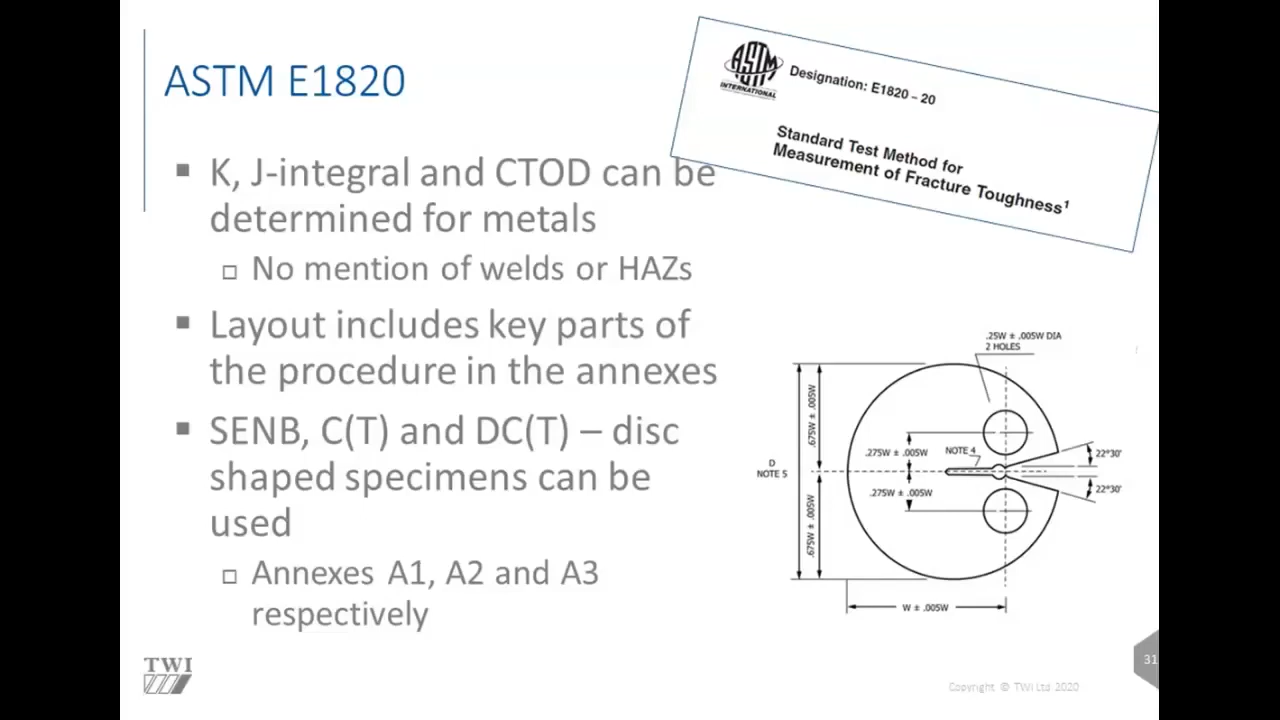 ASTM E1820
ASTM
INTERNATIONAL
Designation: E1820 – 20
Standard Test Method for
Measurement of Fracture Toughness¹
▪ K, J-integral and CTOD can be
determined for metals
▫ No mention of welds or HAZs
▪ Layout includes key parts of
the procedure in the annexes
▪ SENB, C(T) and DC(T) – disc
shaped specimens can be
used
▫ Annexes A1, A2 and A3
respectively
.25W ± .005W DIA
2 HOLES
.675W ± .005W
.275W ± .005W
NOTE 4
22°30'
D
NOTE 5
.275W ± .005W
22°30'
.675W ± .005W
W ± .005W
TWI
31
Copyright © TWI Ltd 2020